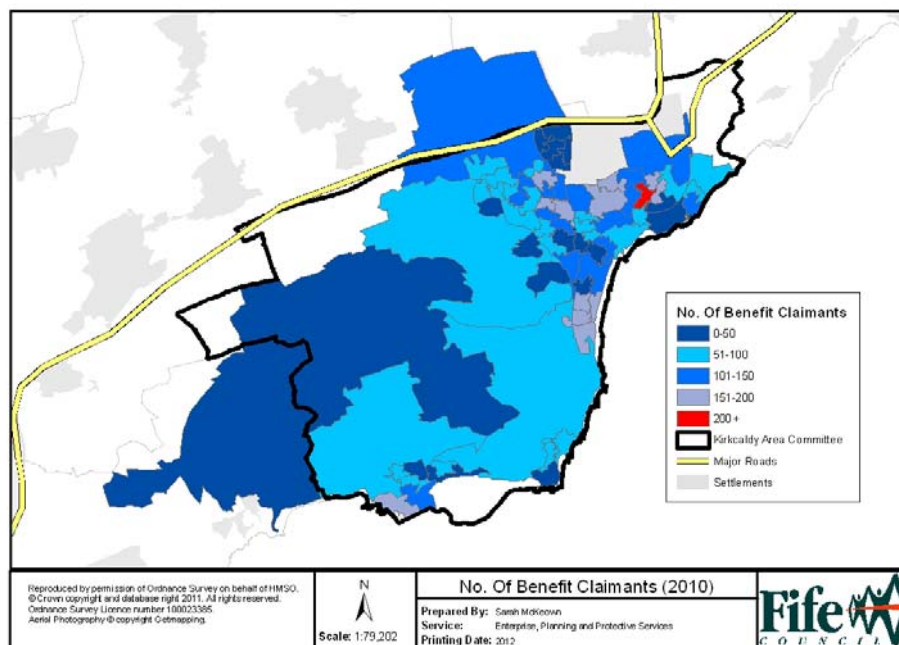 No. Of Benefit Claimants
0-50
51-100
101-150
151-200
200 +
Kirkcaldy Area Committee
Major Roads
Settlements
Reproduced by permission of Ordnance Survey on behalf of HMSO.
© Crown copyright and database right 2011. All rights reserved.
Ordnance Survey Licence number 100023385
Aerial Photography © copyright Getmapping.
N
Scale: 1:79,202
No. Of Benefit Claimants (2010)
Prepared By: Sarah McKeown
Service: Enterprise, Planning and Protective Services
Printing Date: 2012
Fife
COUNCIL